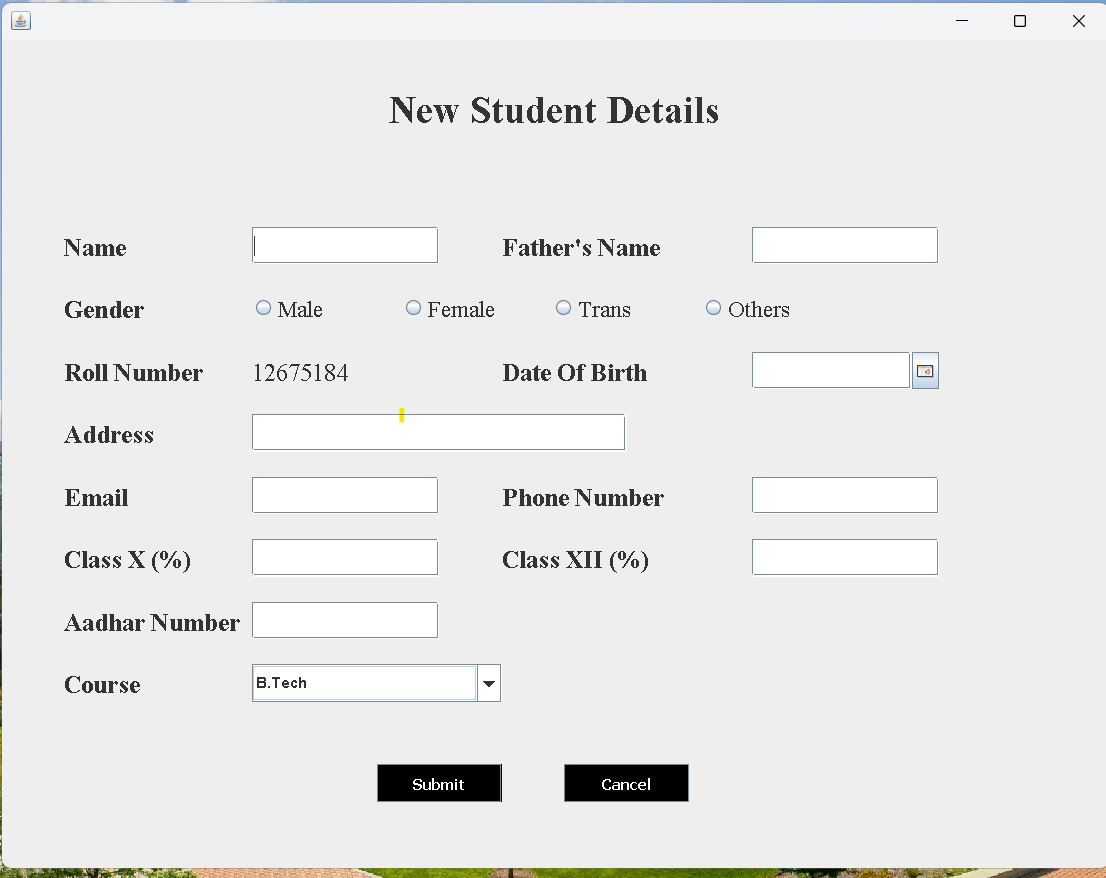 New Student Details
Name Father's Name
Gender Male Female Trans Others
Roll Number 12675184 Date Of Birth
Address
Email Phone Number
Class X (%) Class XII (%)
Aadhar Number
Course B.Tech
Submit Cancel